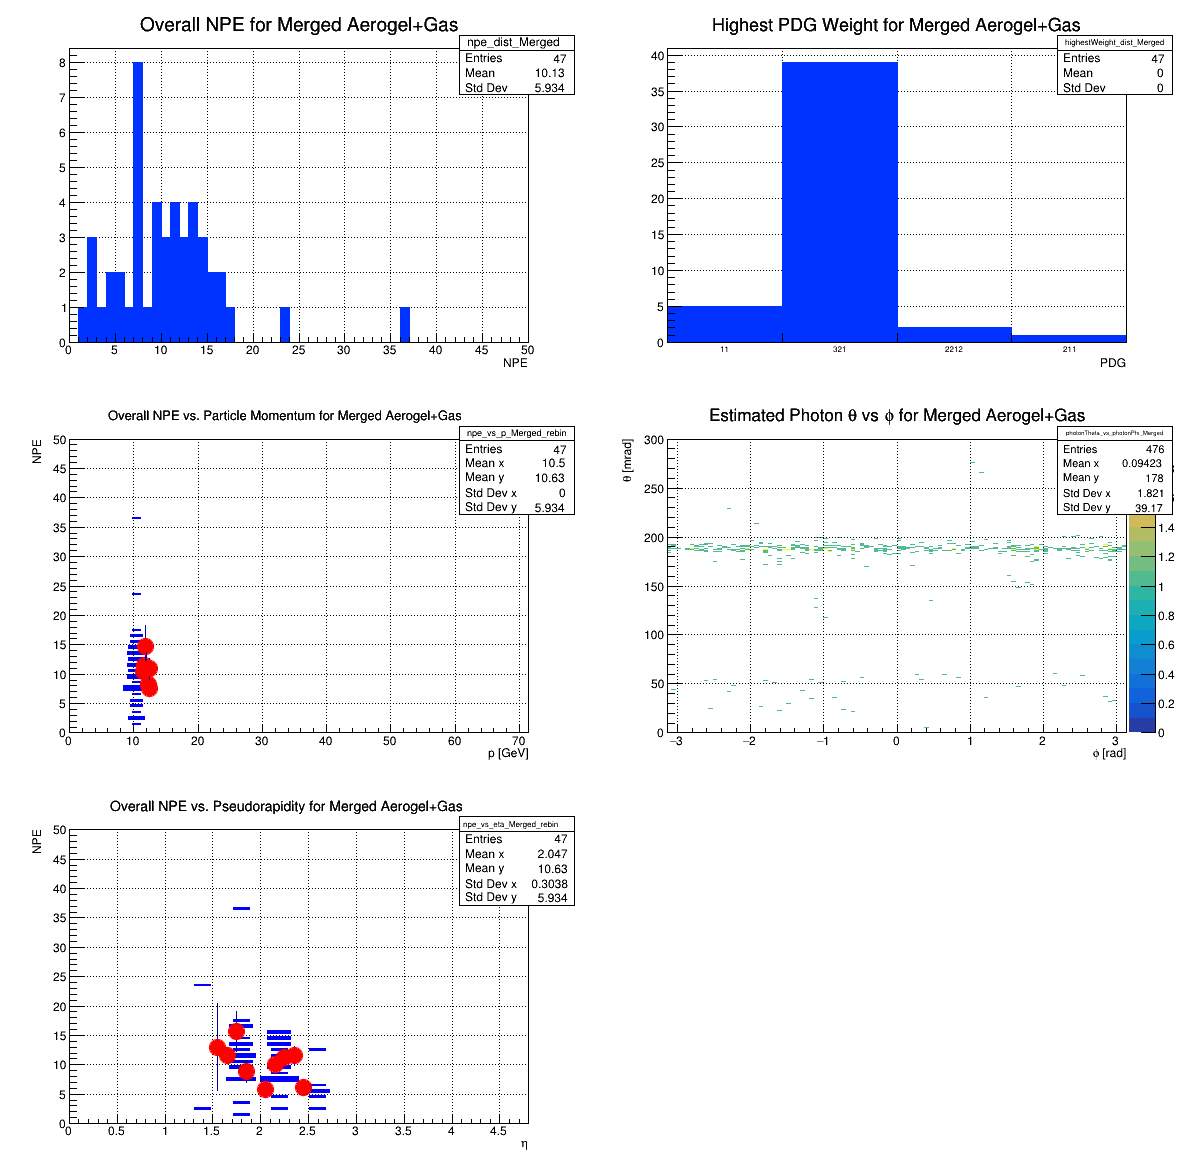 Overall NPE for Merged Aerogel+Gas
npe_dist_Merged
Entries 47
Mean 10.13
Std Dev 5.934
8
7
6
5
4
3
2
1
0
0 5 10 15 20 25 30 35 40 45 50
NPE
Highest PDG Weight for Merged Aerogel+Gas
highestWeight_dist_Merged
Entries 47
Mean 0
Std Dev 0
40
35
30
25
20
15
10
5
0
11 321 2212 211
PDG
Overall NPE vs. Particle Momentum for Merged Aerogel+Gas
npe_vs_p_Merged_rebin
Entries 47
Mean x 10.5
Mean y 10.63
Std Dev x 0
Std Dev y 5.934
NPE
50
45
40
35
30
25
20
15
10
5
0
0 10 20 30 40 50 60 70
p [GeV]
Estimated Photon θ vs ϕ for Merged Aerogel+Gas
photonTheta_vs_photonPhi_Merged
Entries 476
Mean x 0.09423
Mean y 178
Std Dev x 1.821
Std Dev y 39.17
θ [mrad]
300
250
200
150
100
50
0
−3 −2 −1 0 1 2 3
ϕ [rad]
1.4
1.2
1
0.8
0.6
0.4
0.2
0
Overall NPE vs. Pseudorapidity for Merged Aerogel+Gas
npe_vs_eta_Merged_rebin
Entries 47
Mean x 2.047
Mean y 10.63
Std Dev x 0.3038
Std Dev y 5.934
NPE
50
45
40
35
30
25
20
15
10
5
0
0 0.5 1 1.5 2 2.5 3 3.5 4 4.5
η